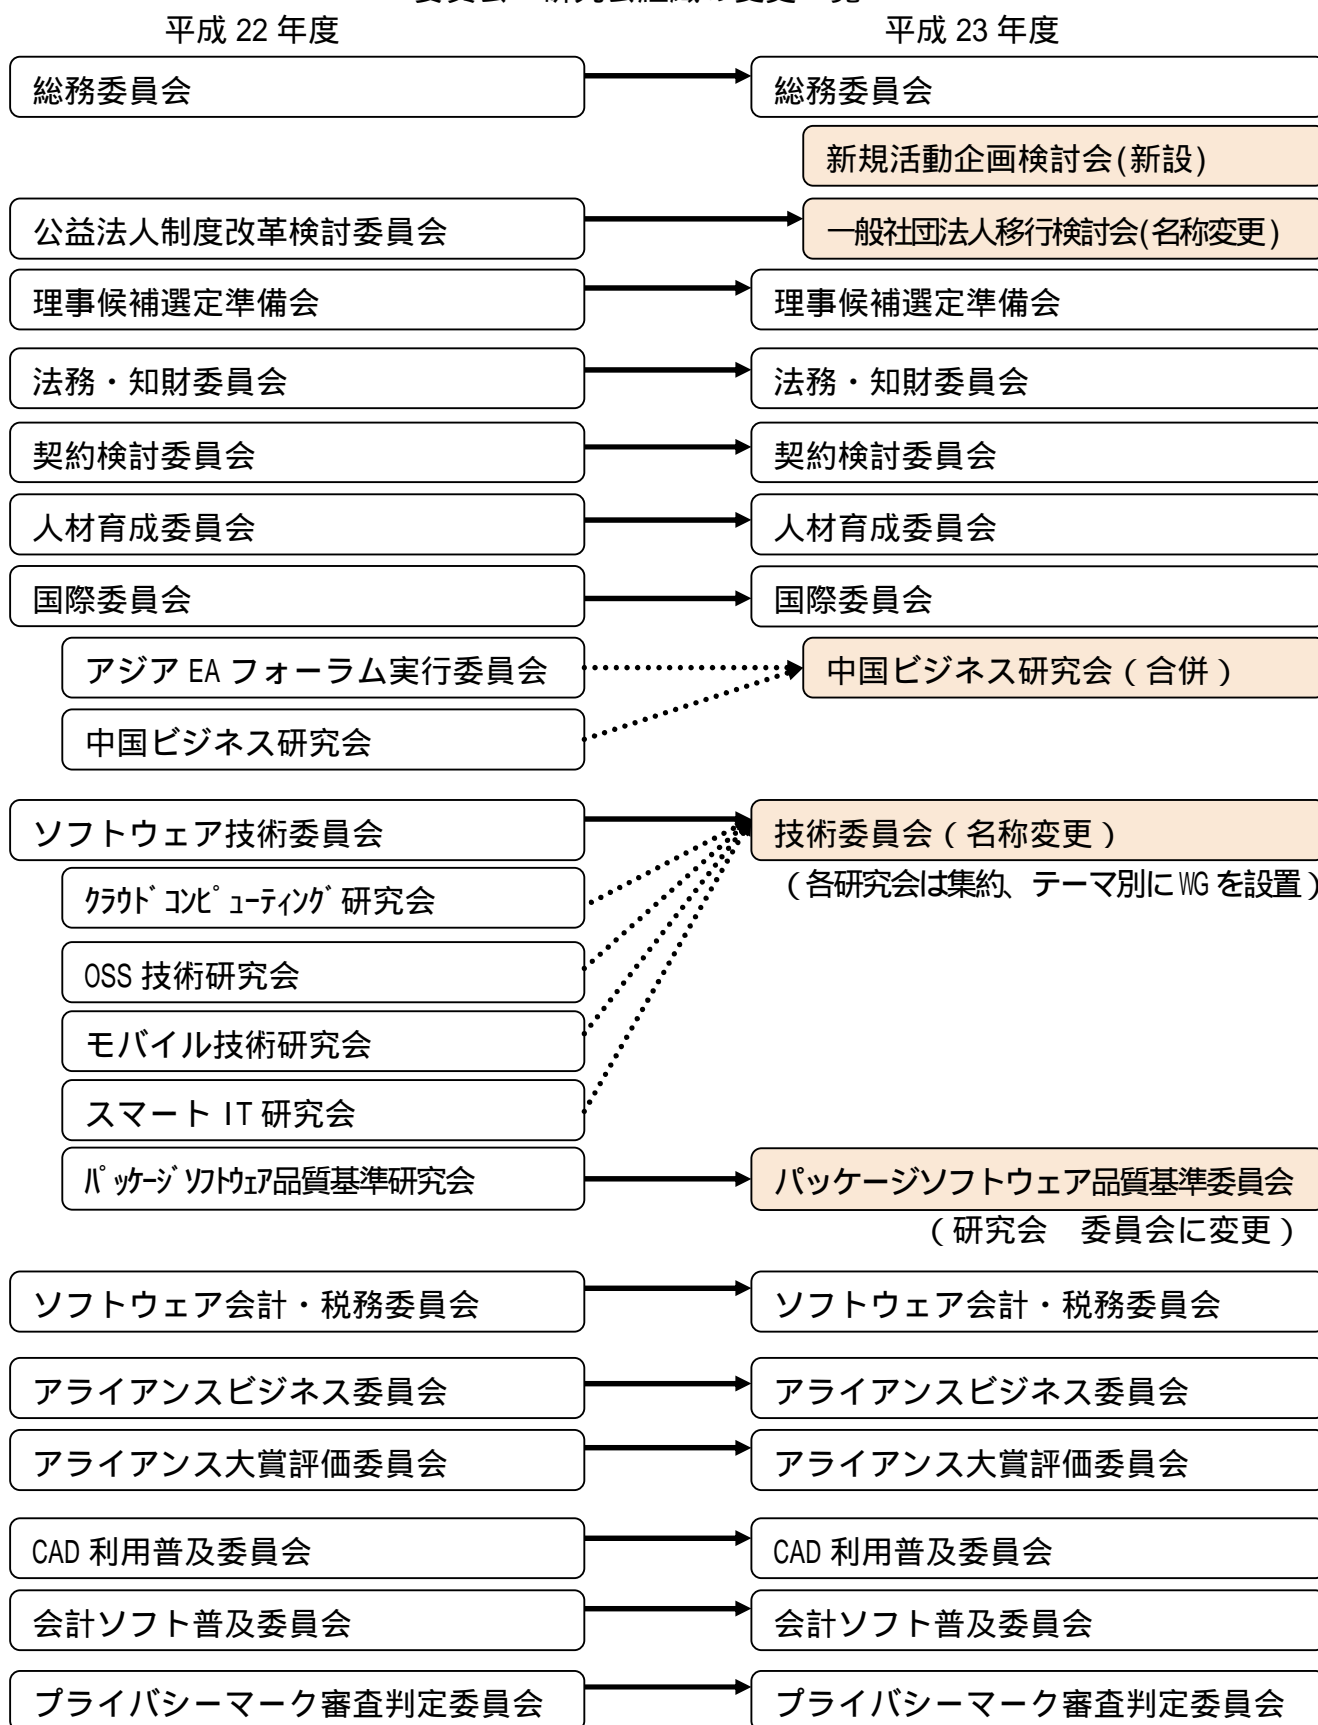 平成 22 年度
平成 23 年度
総務委員会
総務委員会
新規活動企画検討会(新設)
公益法人制度改革検討委員会
一般社団法人移行検討会(名称変更)
理事候補選定準備会
理事候補選定準備会
法務・知財委員会
法務・知財委員会
契約検討委員会
契約検討委員会
人材育成委員会
人材育成委員会
国際委員会
国際委員会
アジア EA フォーラム実行委員会
中国ビジネス研究会(合併)
中国ビジネス研究会
ソフトウェア技術委員会
技術委員会(名称変更)
(各研究会は集約、テーマ別に WG を設置)
クラウドコンピューティング研究会
OSS 技術研究会
モバイル技術研究会
スマート IT 研究会
パッケージソフトウェア品質基準研究会
パッケージソフトウェア品質基準委員会
(研究会 委員会に変更)
ソフトウェア会計・税務委員会
ソフトウェア会計・税務委員会
アライアンスビジネス委員会
アライアンスビジネス委員会
アライアンス大賞評価委員会
アライアンス大賞評価委員会
CAD 利用普及委員会
CAD 利用普及委員会
会計ソフト普及委員会
会計ソフト普及委員会
プライバシーマーク審査判定委員会
プライバシーマーク審査判定委員会